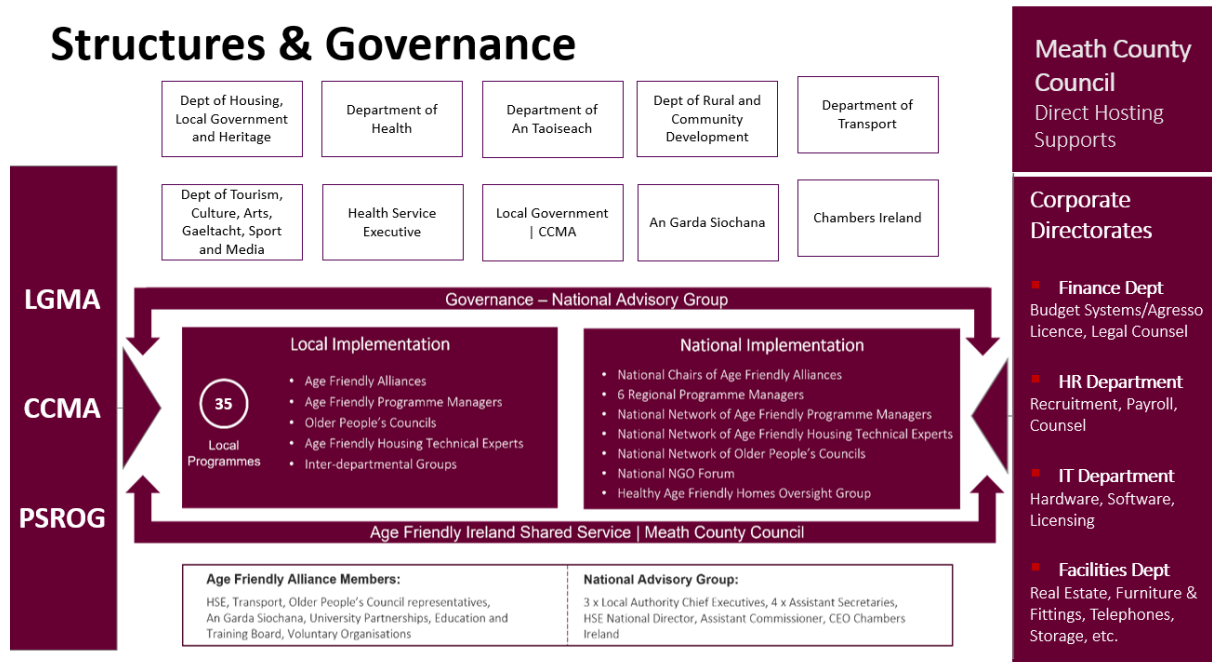 Structures & Governance
Dept of Housing,
Local Government
and Heritage
Department of
Health
Department of
An Taoiseach
Dept of Rural and
Community
Development
Department of
Transport
Dept of Tourism,
Culture, Arts,
Gaeltacht, Sport
and Media
Health Service
Executive
Local Government
| CCMA
An Garda Siochana
Chambers Ireland
LGMA
CCMA
PSROG
Governance – National Advisory Group
Local Implementation
35
Local
Programmes
• Age Friendly Alliances
• Age Friendly Programme Managers
• Older People's Councils
• Age Friendly Housing Technical Experts
• Inter-departmental Groups
National Implementation
• National Chairs of Age Friendly Alliances
• 6 Regional Programme Managers
• National Network of Age Friendly Programme Managers
• National Network of Age Friendly Housing Technical Experts
• National Network of Older People's Councils
• National NGO Forum
• Healthy Age Friendly Homes Oversight Group
Age Friendly Ireland Shared Service | Meath County Council
Age Friendly Alliance Members:
HSE, Transport, Older People's Council representatives,
An Garda Siochana, University Partnerships, Education and
Training Board, Voluntary Organisations
National Advisory Group:
3 x Local Authority Chief Executives, 4 x Assistant Secretaries,
HSE National Director, Assistant Commissioner, CEO Chambers
Ireland
Meath County
Council
Direct Hosting
Supports
Corporate
Directorates
▪ Finance Dept
Budget Systems/Agresso
Licence, Legal Counsel
▪ HR Department
Recruitment, Payroll,
Counsel
▪ IT Department
Hardware, Software,
Licensing
▪ Facilities Dept
Real Estate, Furniture &
Fittings, Telephones,
Storage, etc.